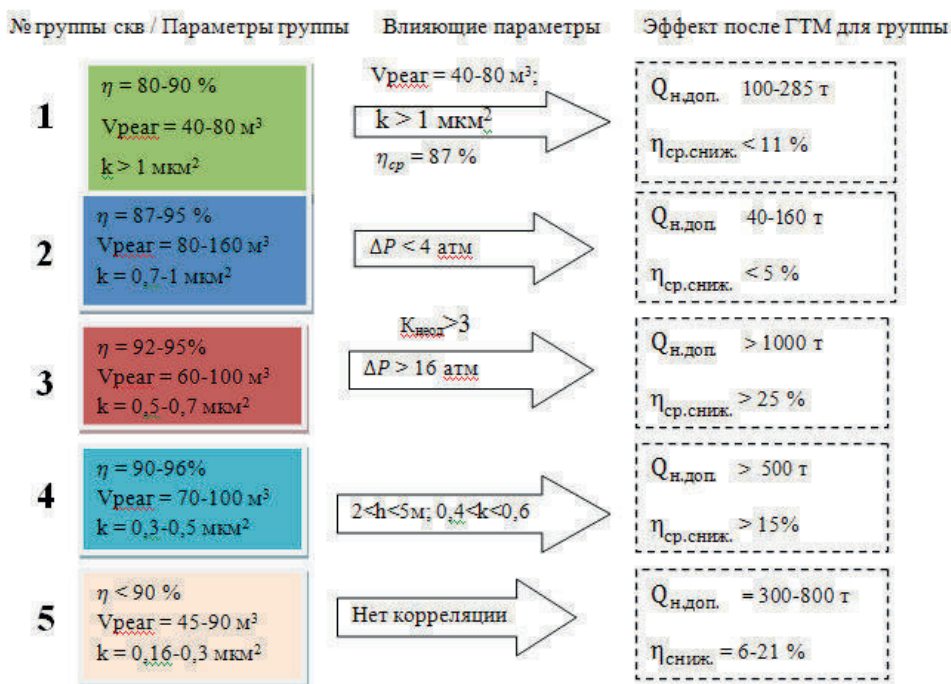 № группы скв / Параметры группы Влияющие параметры Эффект после ГТМ для группы
1
η = 80-90 %
Vреаг = 40-80 м³
k > 1 мкм²
Vреаг = 40-80 м³;
k > 1 мкм²
η_ср = 87 %
Qн.доп. 100-285 т
ηср.сниж. < 11 %
2
η = 87-95 %
Vреаг = 80-160 м³
k = 0,7-1 мкм²
ΔP < 4 атм
Qн.доп. 40-160 т
ηср.сниж. < 5 %
3
η = 92-95%
Vреаг = 60-100 м³
k = 0,5-0,7 мкм²
Кнеод>3
ΔP > 16 атм
Qн.доп. > 1000 т
ηср.сниж. > 25 %
4
η = 90-96%
Vреаг = 70-100 м³
k = 0,3-0,5 мкм²
2<h<5м; 0,4<k<0,6
Qн.доп. > 500 т
ηср.сниж. > 15%
5
η < 90 %
Vреаг = 45-90 м³
k = 0,16-0,3 мкм²
Нет корреляции
Qн.доп. = 300-800 т
ηсниж. = 6-21 %